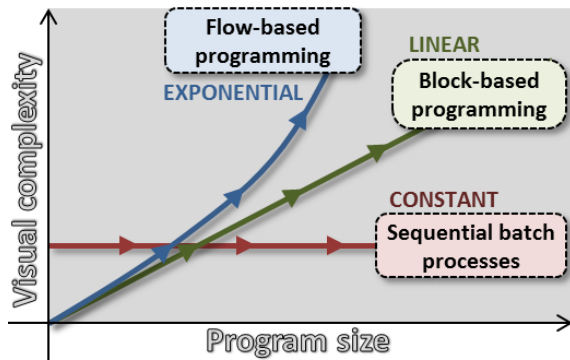 Flow-based
programming
LINEAR
EXPONENTIAL
Block-based
programming
CONSTANT
Sequential batch
processes
Visual complexity
Program size